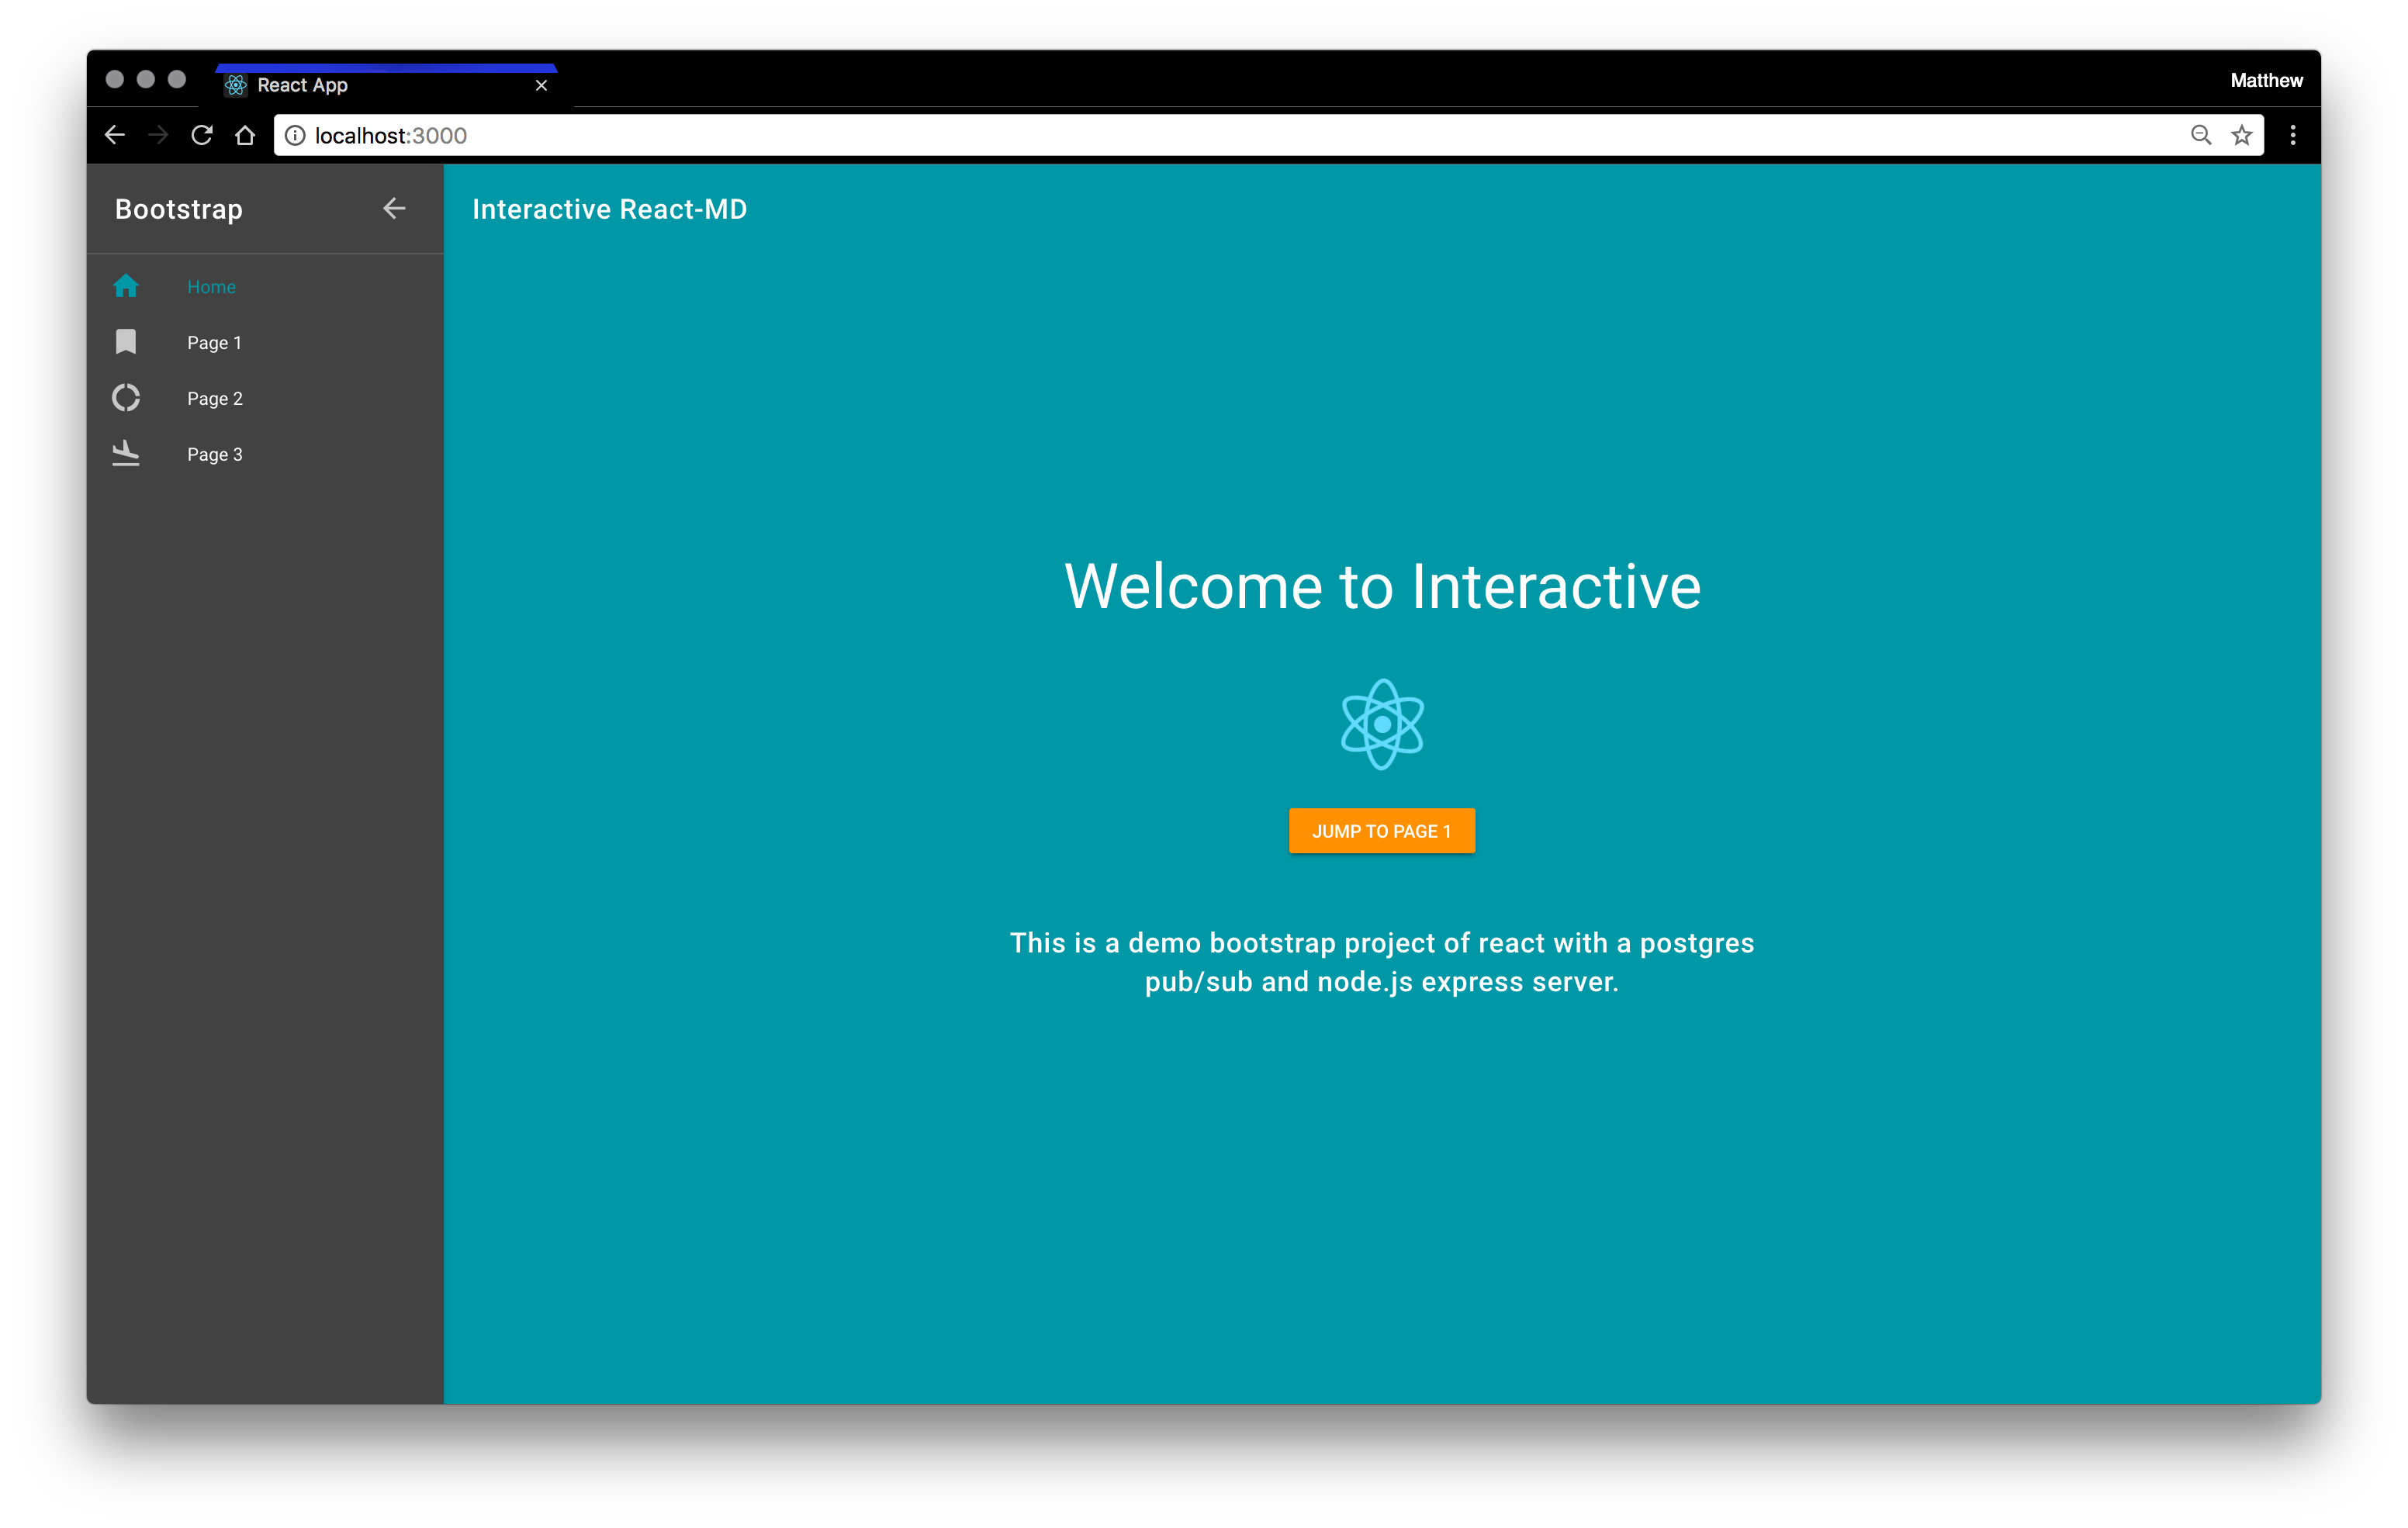 React App
Matthew
localhost:3000
Bootstrap
Interactive React-MD
Home
Page 1
Page 2
Page 3
Welcome to Interactive
JUMP TO PAGE 1
This is a demo bootstrap project of react with a postgres
pub/sub and node.js express server.